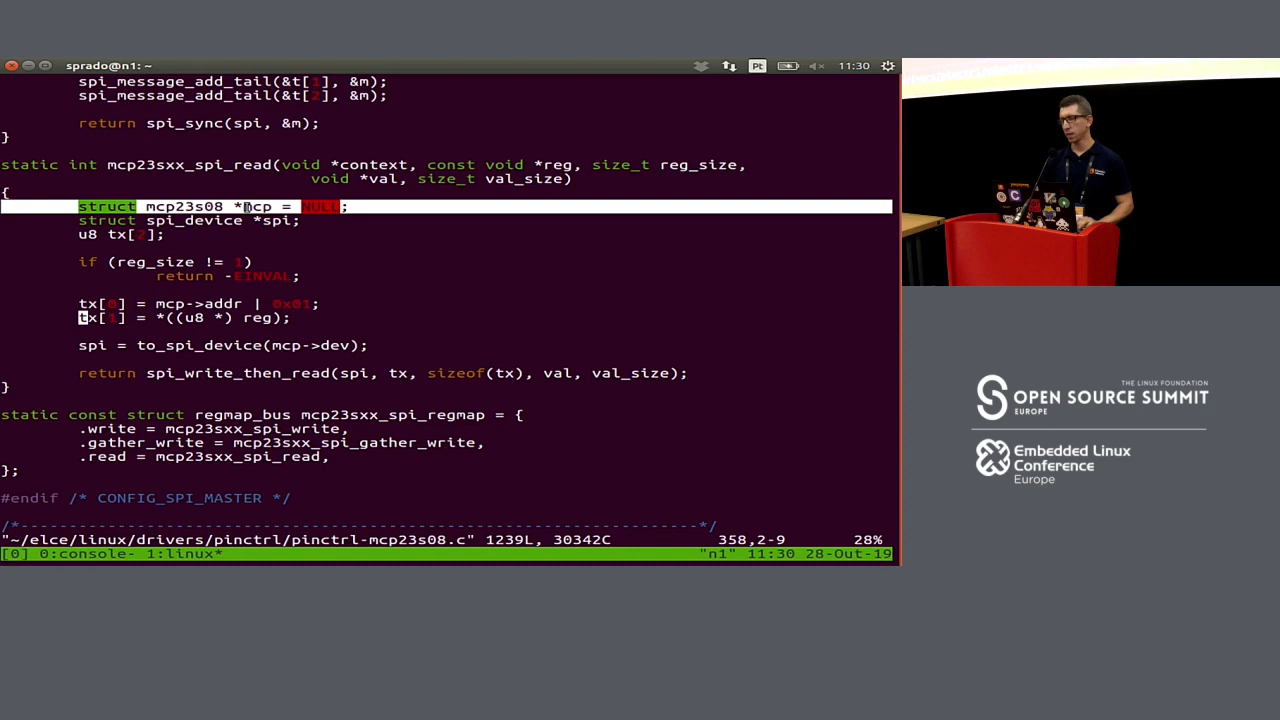 sprado@n1: ~
Pt
11:30
spi_message_add_tail(&t[1], &m);
spi_message_add_tail(&t[2], &m);
return spi_sync(spi, &m);
}
static int mcp23sxx_spi_read(void *context, const void *reg, size_t reg_size,
void *val, size_t val_size)
{
struct mcp23s08 *mcp = NULL;
struct spi_device *spi;
u8 tx[2];
if (reg_size != 1)
return -EINVAL;
tx[0] = mcp->addr | 0x01;
tx[1] = *((u8 *) reg);
spi = to_spi_device(mcp->dev);
return spi_write_then_read(spi, tx, sizeof(tx), val, val_size);
}
static const struct regmap_bus mcp23sxx_spi_regmap = {
.write = mcp23sxx_spi_write,
.gather_write = mcp23sxx_spi_gather_write,
.read = mcp23sxx_spi_read,
};
#endif /* CONFIG_SPI_MASTER */
/*----------------------------------------------------------------------*/
"~/elce/linux/drivers/pinctrl/pinctrl-mcp23s08.c" 1239L, 30342C 358,2-9 28%
[0] 0:console- 1:linux* "n1" 11:30 28-Oct-19
THE LINUX FOUNDATION
OPEN SOURCE SUMMIT
EUROPE
Embedded Linux
Conference
Europe